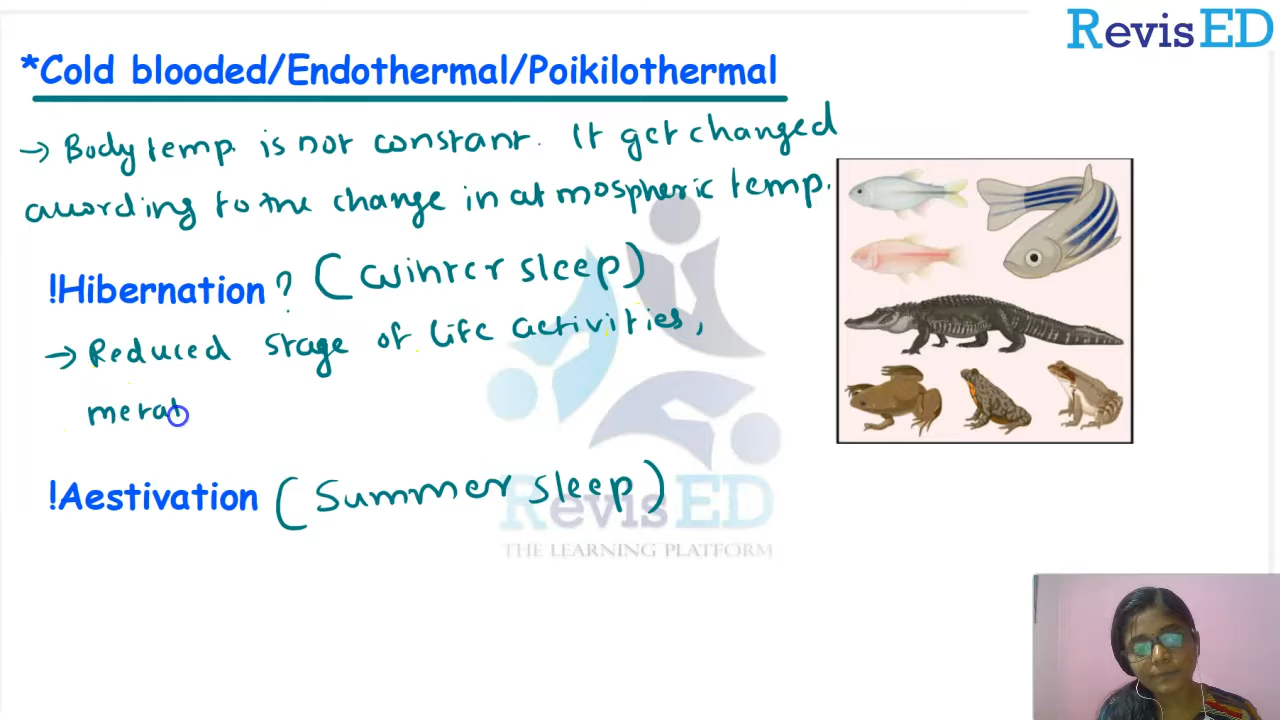 RevisED
*Cold blooded/Endothermal/Poikilothermal
→ Body temp. is not constant. It get changed
according to the change in atmospheric temp.
!Hibernation ? (Winter sleep)
→ Reduced stage of life activities,
metab
!Aestivation (Summer sleep)
RevisED
THE LEARNING PLATFORM